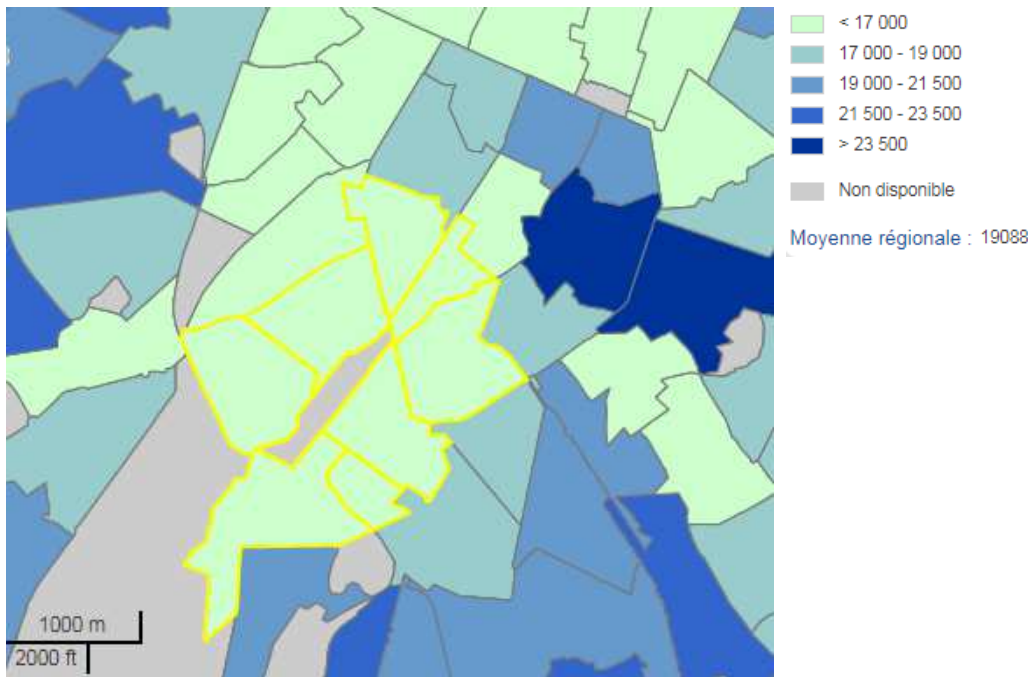 < 17 000
17 000 - 19 000
19 000 - 21 500
21 500 - 23 500
> 23 500
Non disponible
Moyenne régionale : 19088
1000 m
2000 ft